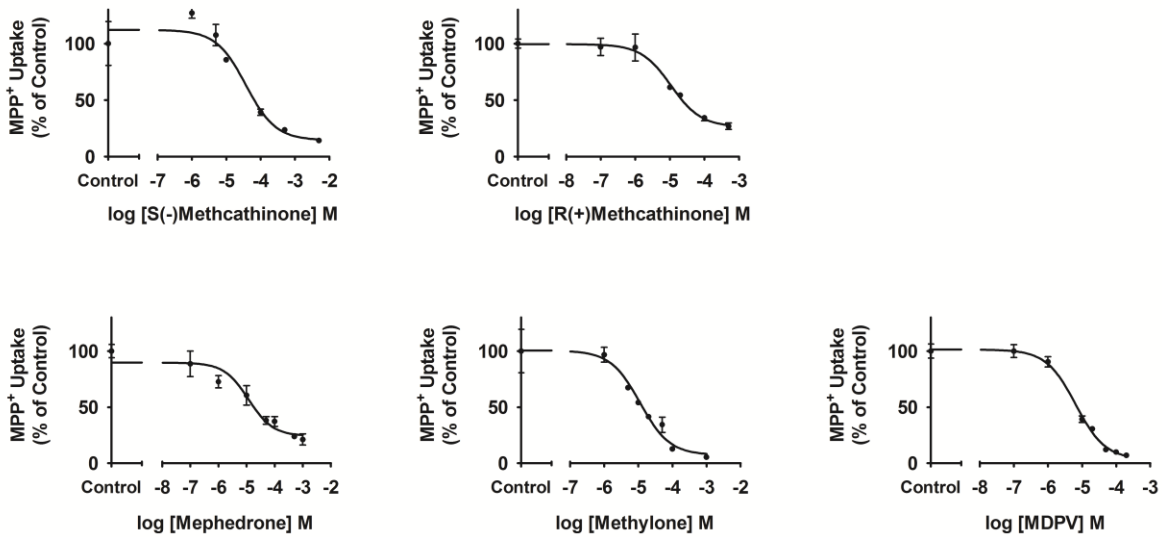 MPP+ Uptake
(% of Control)
100
50
0
Control -7 -6 -5 -4 -3 -2
log [S(-)Methcathinone] M
MPP+ Uptake
(% of Control)
100
50
0
Control -8 -7 -6 -5 -4 -3
log [R(+)Methcathinone] M
MPP+ Uptake
(% of Control)
100
50
0
Control -8 -7 -6 -5 -4 -3 -2
log [Mephedrone] M
MPP+ Uptake
(% of Control)
100
50
0
Control -7 -6 -5 -4 -3 -2
log [Methylone] M
MPP+ Uptake
(% of Control)
100
50
0
Control -8 -7 -6 -5 -4 -3
log [MDPV] M